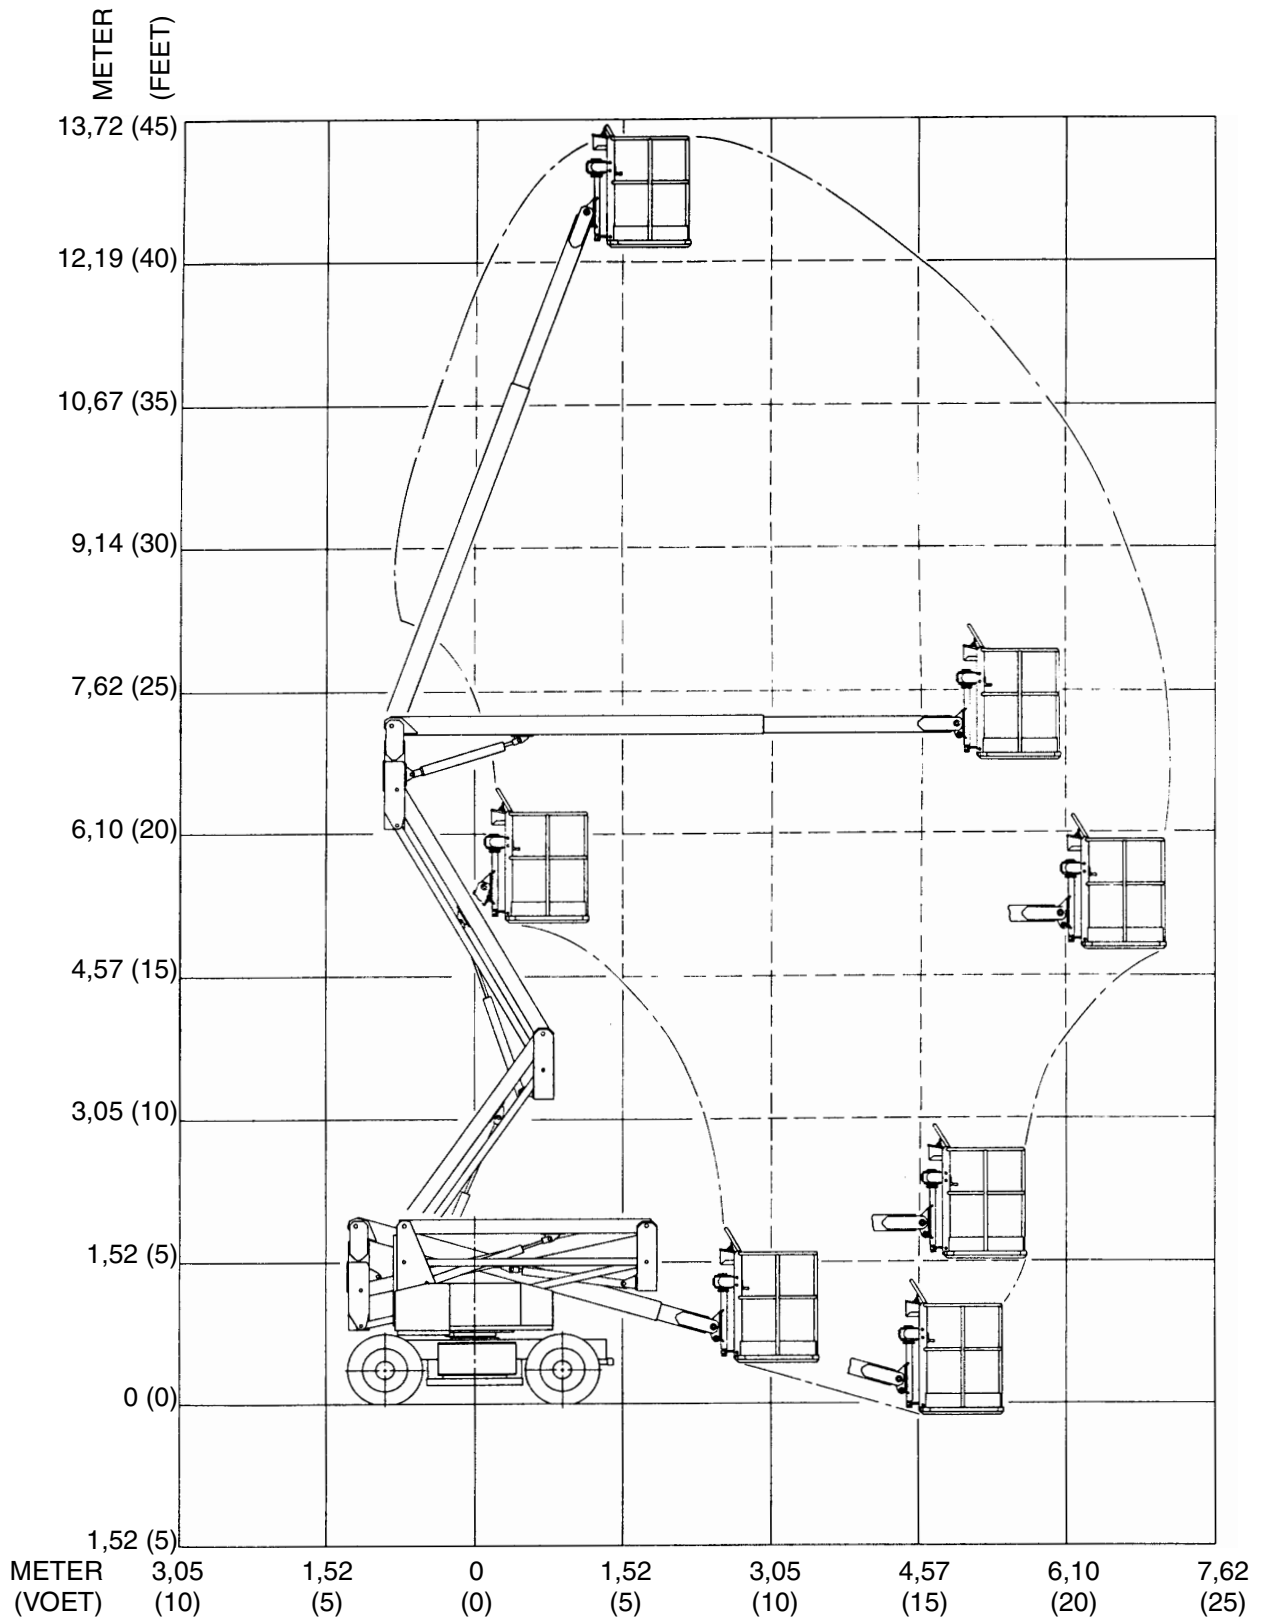 METER
(FEET)
13,72 (45)
12,19 (40)
10,67 (35)
9,14 (30)
7,62 (25)
6,10 (20)
4,57 (15)
3,05 (10)
1,52 (5)
0 (0)
1,52 (5)
METER 3,05 1,52 0 1,52 3,05 4,57 6,10 7,62
(VOET) (10) (5) (0) (5) (10) (15) (20) (25)